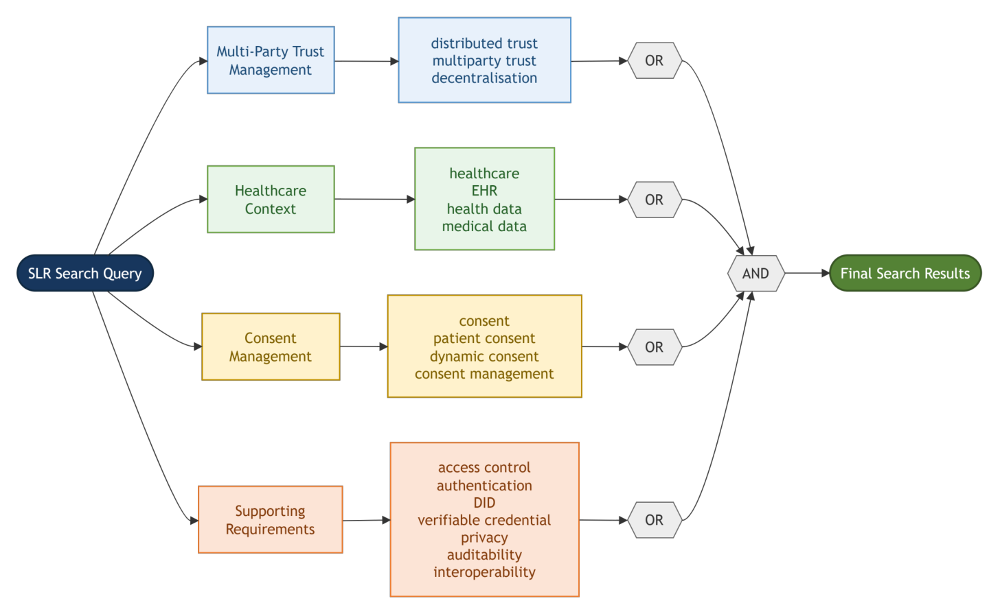 SLR Search Query
Multi-Party Trust
Management
distributed trust
multiparty trust
decentralisation
OR
Healthcare
Context
healthcare
EHR
health data
medical data
OR
Consent
Management
consent
patient consent
dynamic consent
consent management
OR
Supporting
Requirements
access control
authentication
DID
verifiable credential
privacy
auditability
interoperability
OR
AND
Final Search Results